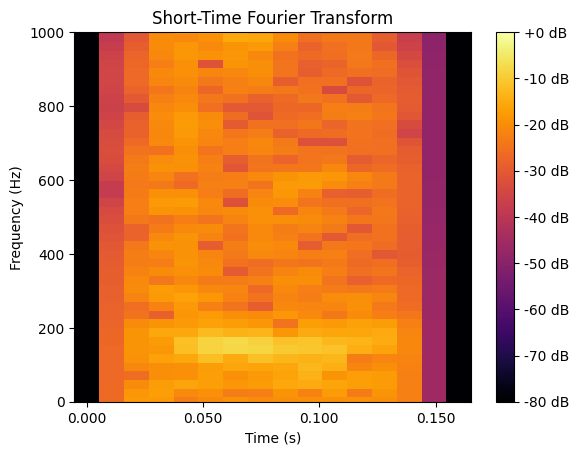 Short-Time Fourier Transform
1000
800
600
400
200
0
Frequency (Hz)
0.000
0.050
0.100
0.150
Time (s)
+0 dB
-10 dB
-20 dB
-30 dB
-40 dB
-50 dB
-60 dB
-70 dB
-80 dB